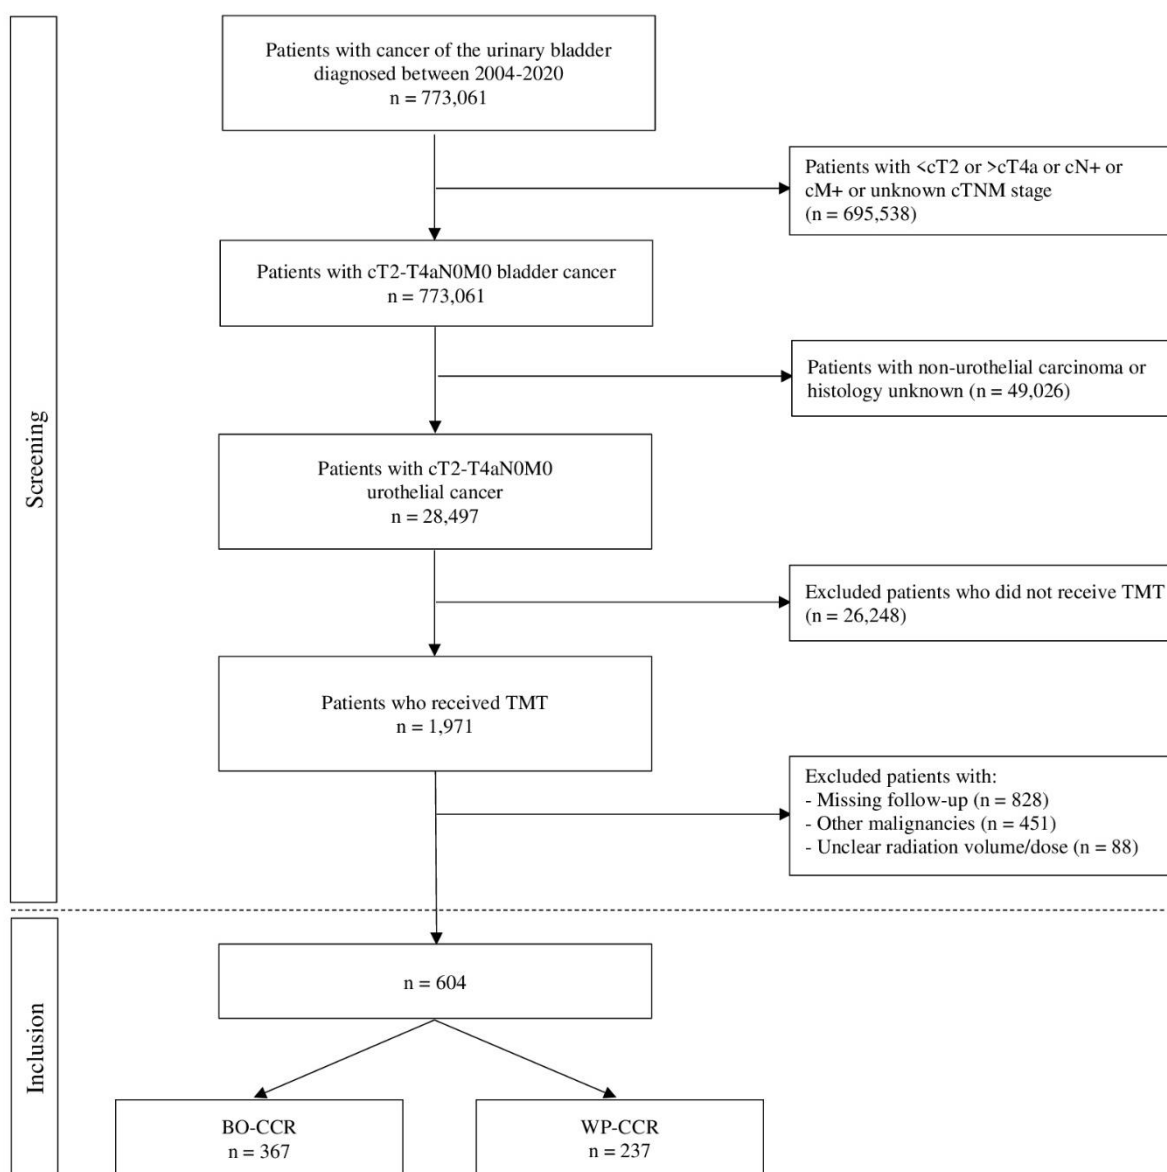 Screening
Patients with cancer of the urinary bladder
diagnosed between 2004-2020
n = 773,061
Patients with <cT2 or >cT4a or cN+ or
cM+ or unknown cTNM stage
(n = 695,538)
Patients with cT2-T4aN0M0 bladder cancer
n = 773,061
Patients with non-urothelial carcinoma or
histology unknown (n = 49,026)
Patients with cT2-T4aN0M0
urothelial cancer
n = 28,497
Excluded patients who did not receive TMT
(n = 26,248)
Patients who received TMT
n = 1,971
Excluded patients with:
- Missing follow-up (n = 828)
- Other malignancies (n = 451)
- Unclear radiation volume/dose (n = 88)
Inclusion
n = 604
BO-CCR
n = 367
WP-CCR
n = 237